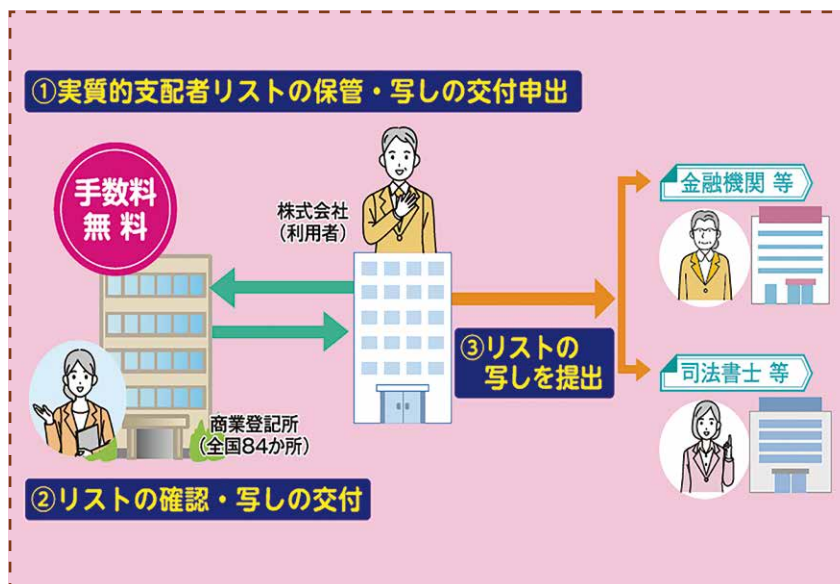 ①実質的支配者リストの保管・写しの交付申出
手数料
無料
株式会社
（利用者）
金融機関 等
③リストの
写しを提出
司法書士 等
商業登記所
（全国84か所）
②リストの確認・写しの交付